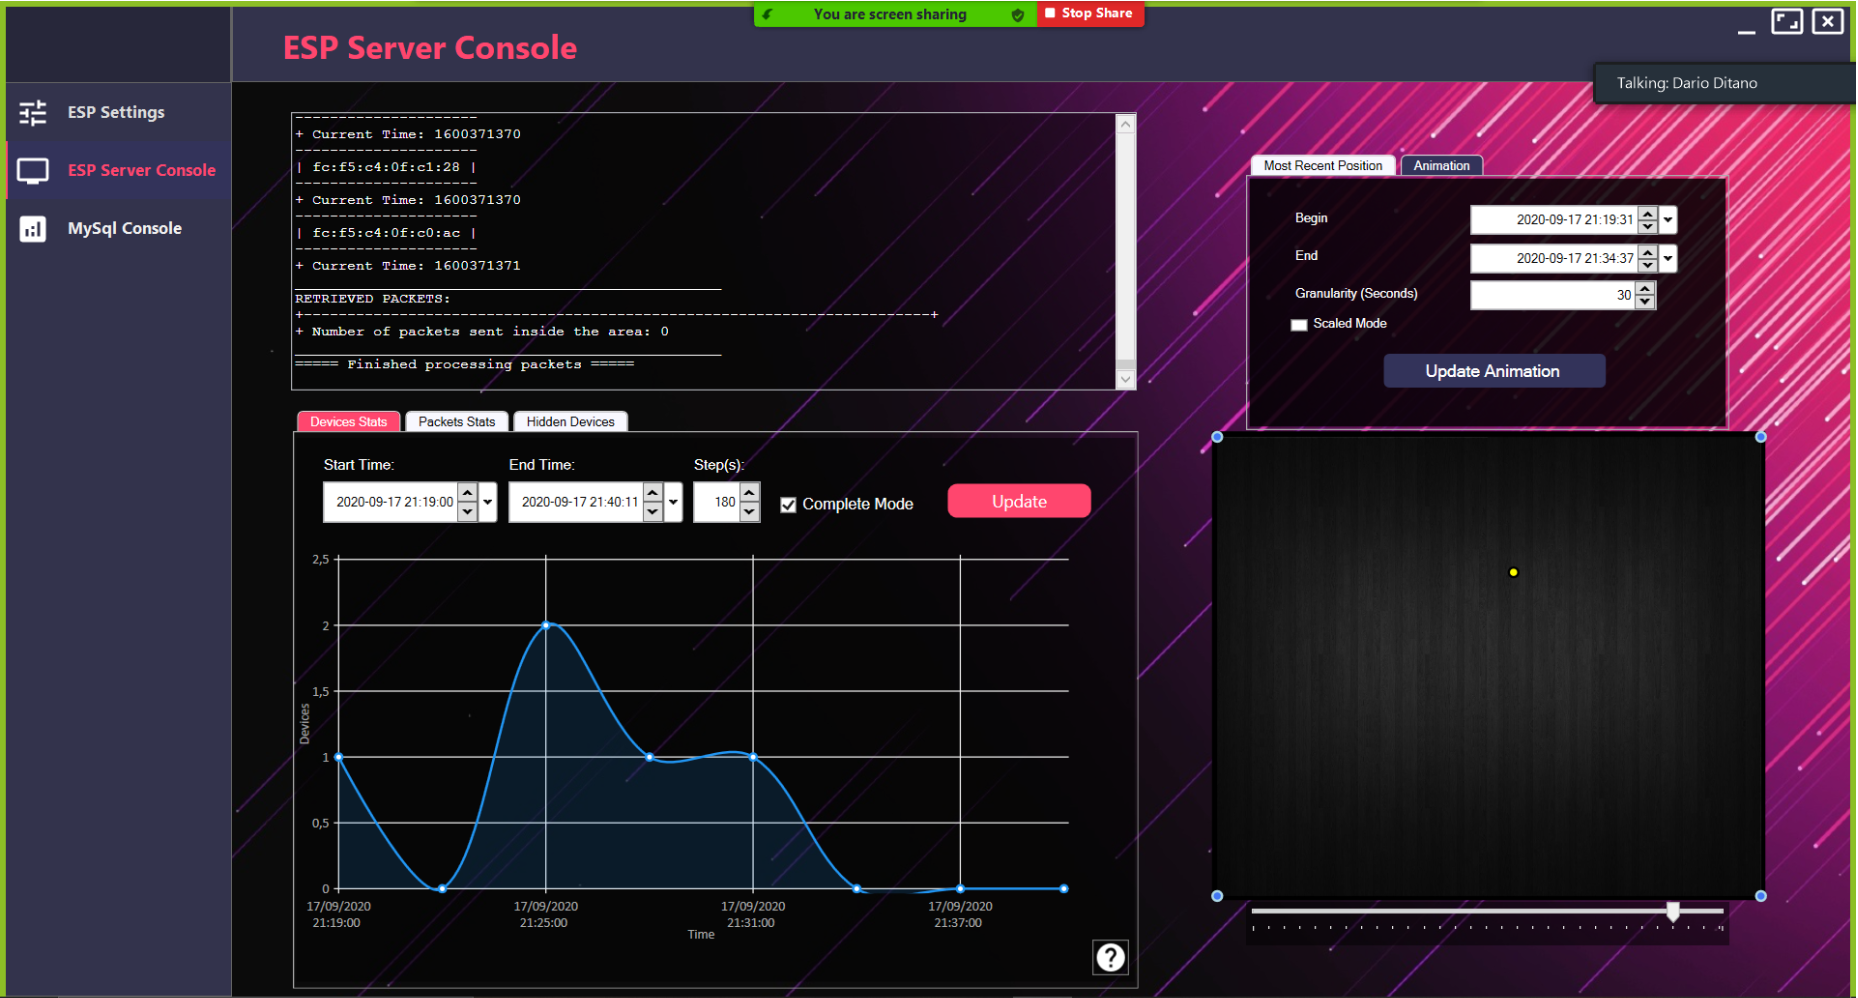 You are screen sharing
Stop Share
ESP Server Console
Talking: Dario Ditano
ESP Settings
ESP Server Console
MySql Console
---------------------
+ Current Time: 1600371370
---------------------
| fc:f5:c4:0f:c1:28 |
---------------------
+ Current Time: 1600371370
---------------------
| fc:f5:c4:0f:c0:ac |
---------------------
+ Current Time: 1600371371
RETRIEVED PACKETS:
+------------------------------------------------------------------------+
+ Number of packets sent inside the area: 0
===== Finished processing packets =====
Most Recent Position
Animation
Begin
2020-09-17 21:19:31
End
2020-09-17 21:34:37
Granularity (Seconds)
30
Scaled Mode
Update Animation
Devices Stats
Packets Stats
Hidden Devices
Start Time:
End Time:
Step(s):
2020-09-17 21:19:00
2020-09-17 21:40:11
180
Complete Mode
Update
2,5
2
1,5
1
0,5
0
Devices
17/09/2020
21:19:00
17/09/2020
21:25:00
17/09/2020
21:31:00
17/09/2020
21:37:00
Time
?